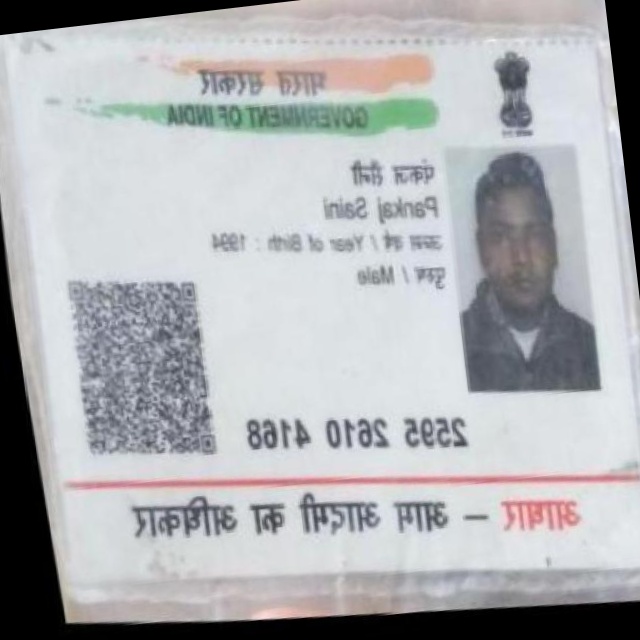 भारत सरकार
GOVERNMENT OF INDIA
पंकज सैनी
Pankaj Saini
जन्म वर्ष / Year of Birth : 1994
पुरुष / Male
2595 2610 4168
आधार – आम आदमी का अधिकार